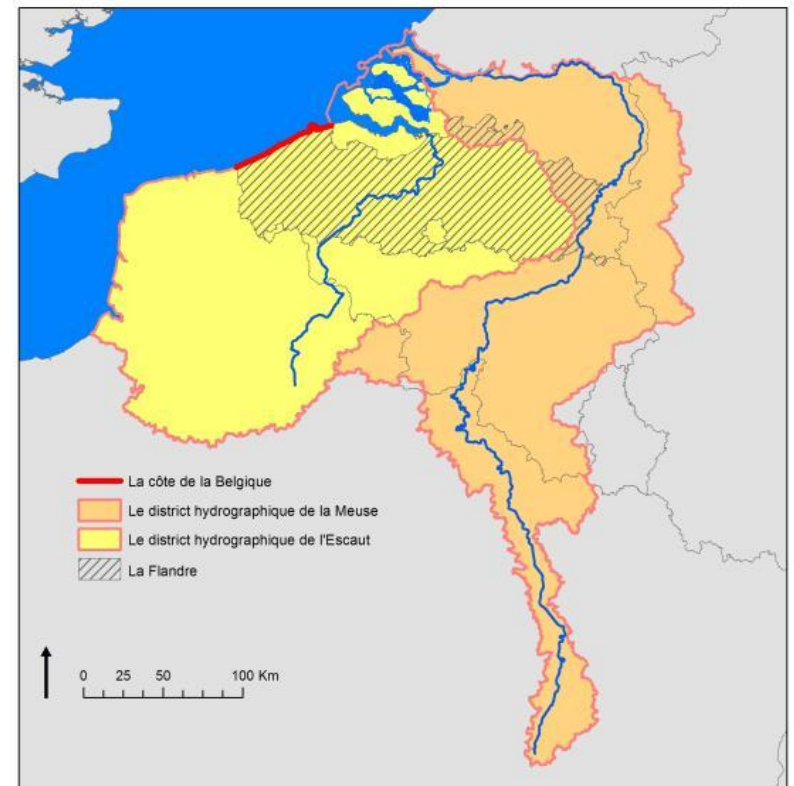 La côte de la Belgique
Le district hydrographique de la Meuse
Le district hydrographique de l'Escaut
La Flandre
0 25 50 100 Km